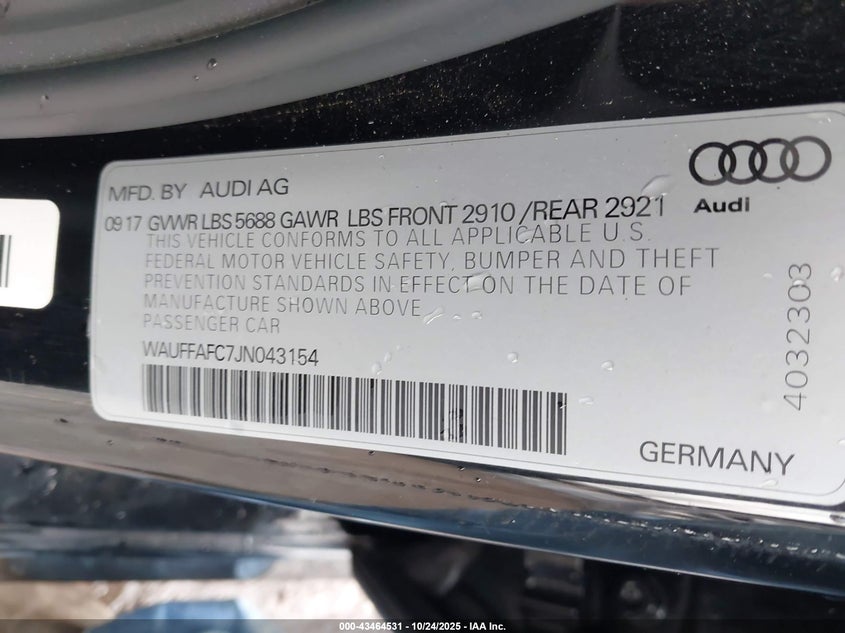 MFD. BY AUDI AG
Audi
09 17 GVWR LBS 5688 GAWR LBS FRONT 2910 / REAR 2921
THIS VEHICLE CONFORMS TO ALL APPLICABLE U.S.
FEDERAL MOTOR VEHICLE SAFETY, BUMPER AND THEFT
PREVENTION STANDARDS IN EFFECT ON THE DATE OF
MANUFACTURE SHOWN ABOVE
PASSENGER CAR
WAUFFAFC7JN043154
GERMANY
4032303
000-43464531 - 10/24/2025 - IAA Inc.